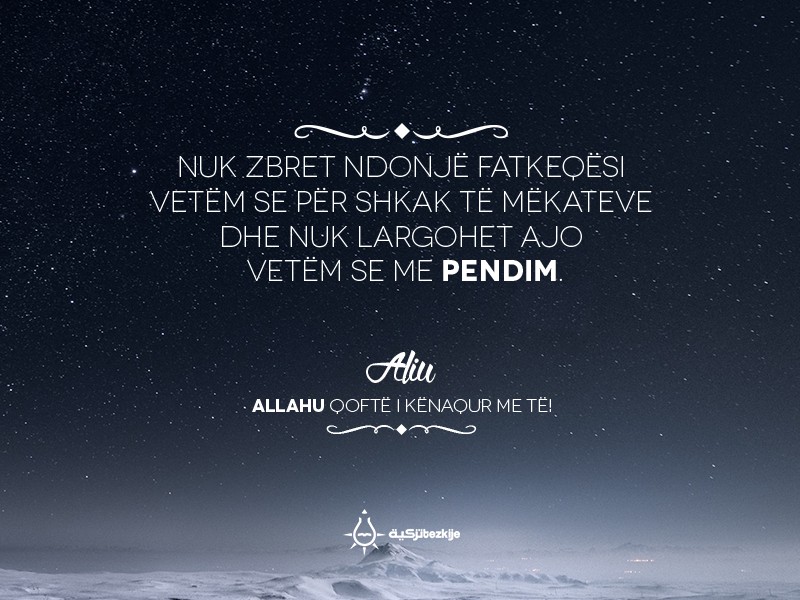 NUK ZBRET NDONJË FATKEQËSI
VETËM SE PËR SHKAK TË MËKATEVE
DHE NUK LARGOHET AJO
VETËM SE ME PENDIM.
Aliu
ALLAHU QOFTË I KËNAQUR ME TË!
تزكية tezkije